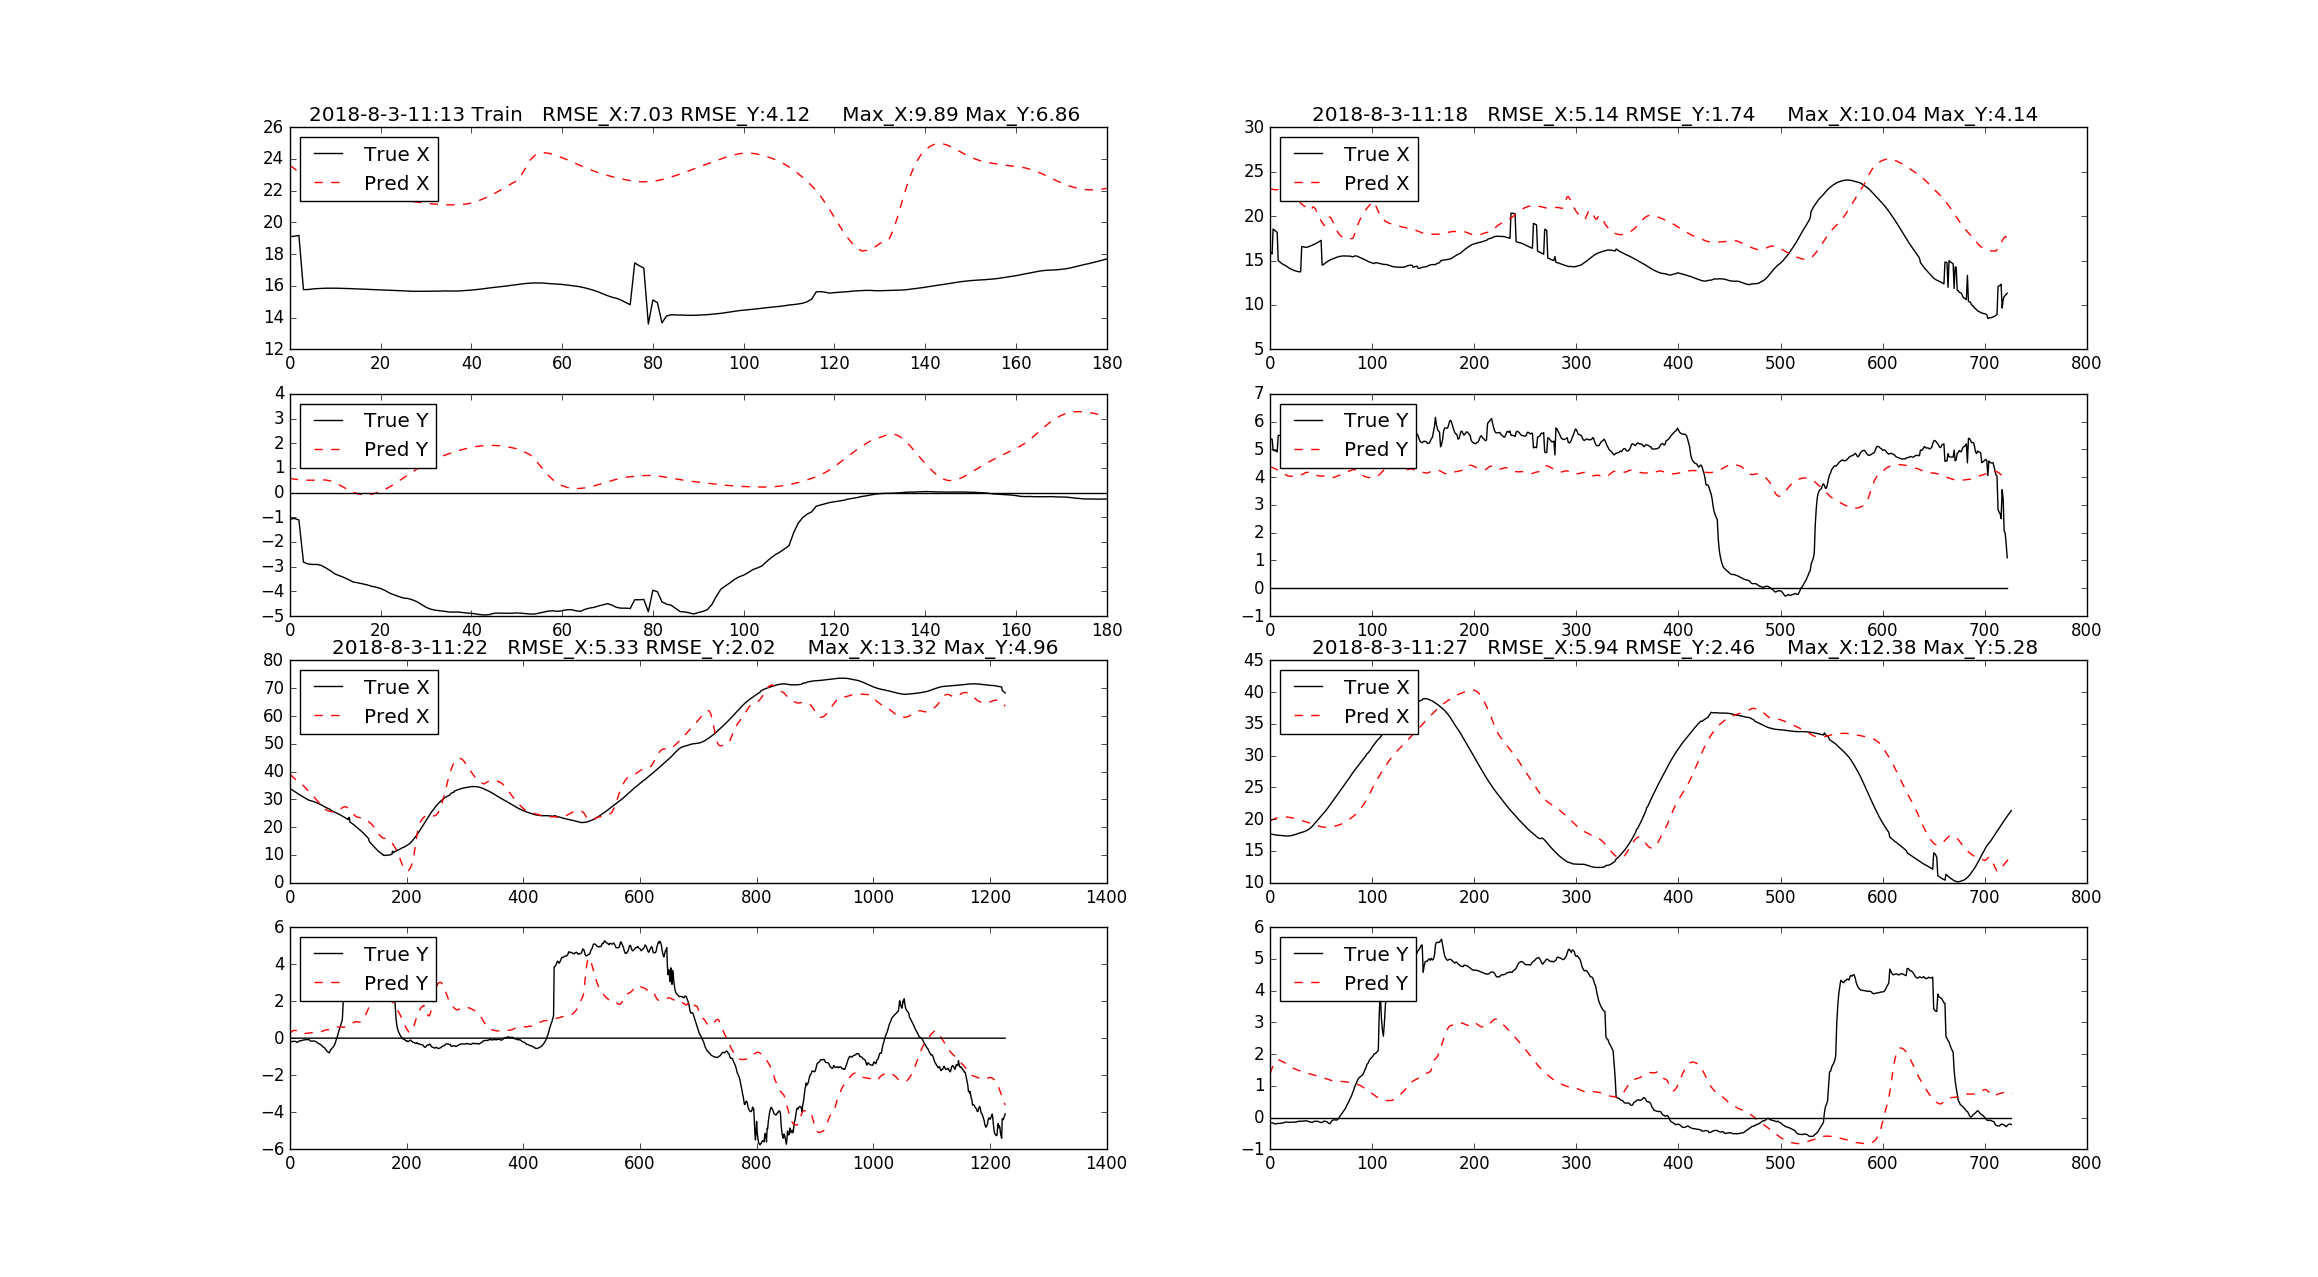 2018-8-3-11:13 Train   RMSE_X:7.03 RMSE_Y:4.12     Max_X:9.89 Max_Y:6.86
26
24
22
20
18
16
14
12
True X
Pred X
0 20 40 60 80 100 120 140 160 180
4
3
2
1
0
−1
−2
−3
−4
−5
True Y
Pred Y
0 20 40 60 80 100 120 140 160 180
2018-8-3-11:18   RMSE_X:5.14 RMSE_Y:1.74     Max_X:10.04 Max_Y:4.14
30
25
20
15
10
5
True X
Pred X
0 100 200 300 400 500 600 700 800
7
6
5
4
3
2
1
0
−1
True Y
Pred Y
0 100 200 300 400 500 600 700 800
2018-8-3-11:22   RMSE_X:5.33 RMSE_Y:2.02     Max_X:13.32 Max_Y:4.96
80
70
60
50
40
30
20
10
0
True X
Pred X
0 200 400 600 800 1000 1200 1400
6
4
2
0
−2
−4
−6
True Y
Pred Y
0 200 400 600 800 1000 1200 1400
2018-8-3-11:27   RMSE_X:5.94 RMSE_Y:2.46     Max_X:12.38 Max_Y:5.28
45
40
35
30
25
20
15
10
True X
Pred X
0 100 200 300 400 500 600 700 800
6
5
4
3
2
1
0
−1
True Y
Pred Y
0 100 200 300 400 500 600 700 800